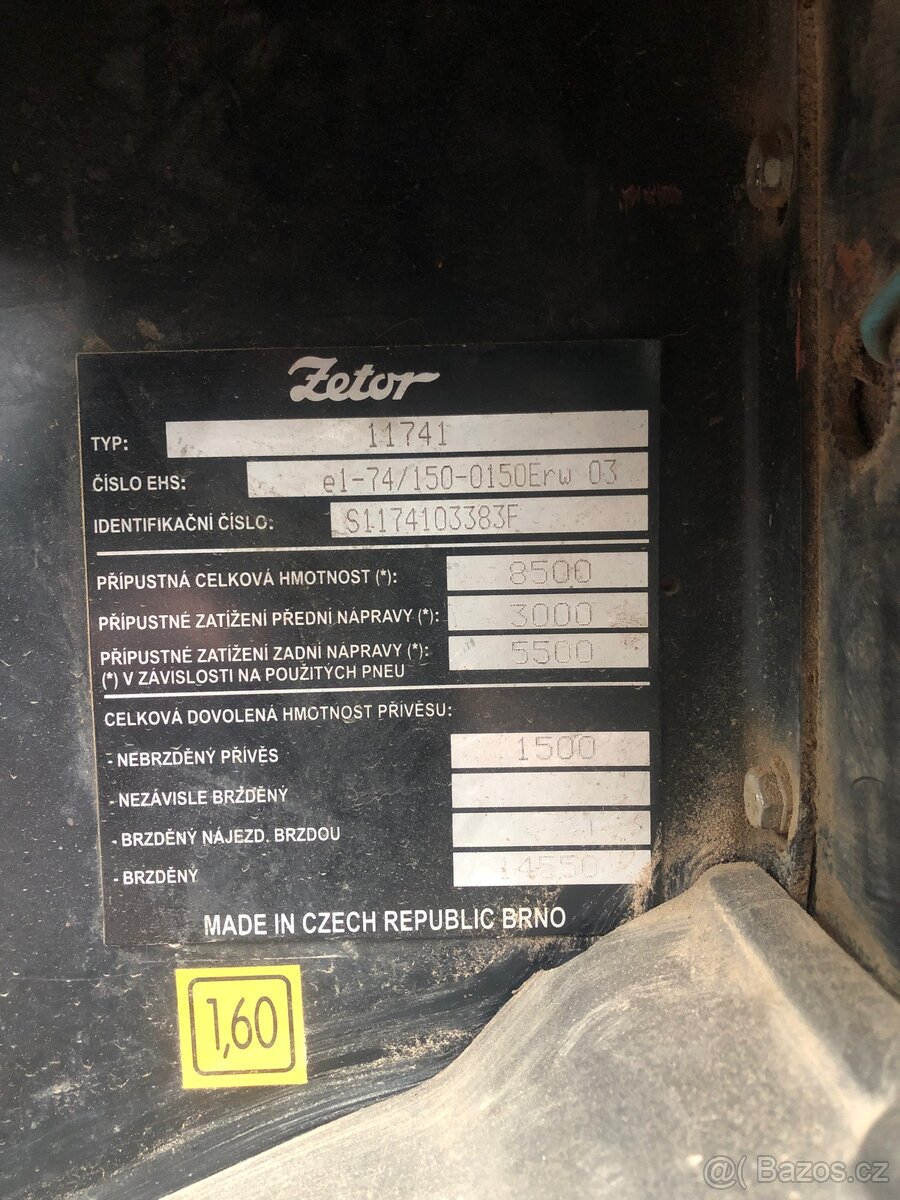 Zetor
TYP: 11741
ČÍSLO EHS: e1-74/150-0150Erw 03
IDENTIFIKAČNÍ ČÍSLO: S1174103383F
PŘÍPUSTNÁ CELKOVÁ HMOTNOST (*): 8500
PŘÍPUSTNÉ ZATÍŽENÍ PŘEDNÍ NÁPRAVY (*): 3000
PŘÍPUSTNÉ ZATÍŽENÍ ZADNÍ NÁPRAVY (*): 5500
(*) V ZÁVISLOSTI NA POUŽITÝCH PNEU
CELKOVÁ DOVOLENÁ HMOTNOST PŘÍVĚSU:
- NEBRZDĚNÝ PŘÍVĚS 1500
- NEZÁVISLE BRŽDĚNÝ
- BRZDĚNÝ NÁJEZD. BRZDOU
- BRZDĚNÝ 14550
MADE IN CZECH REPUBLIC BRNO
1,60
@( Bazos.cz